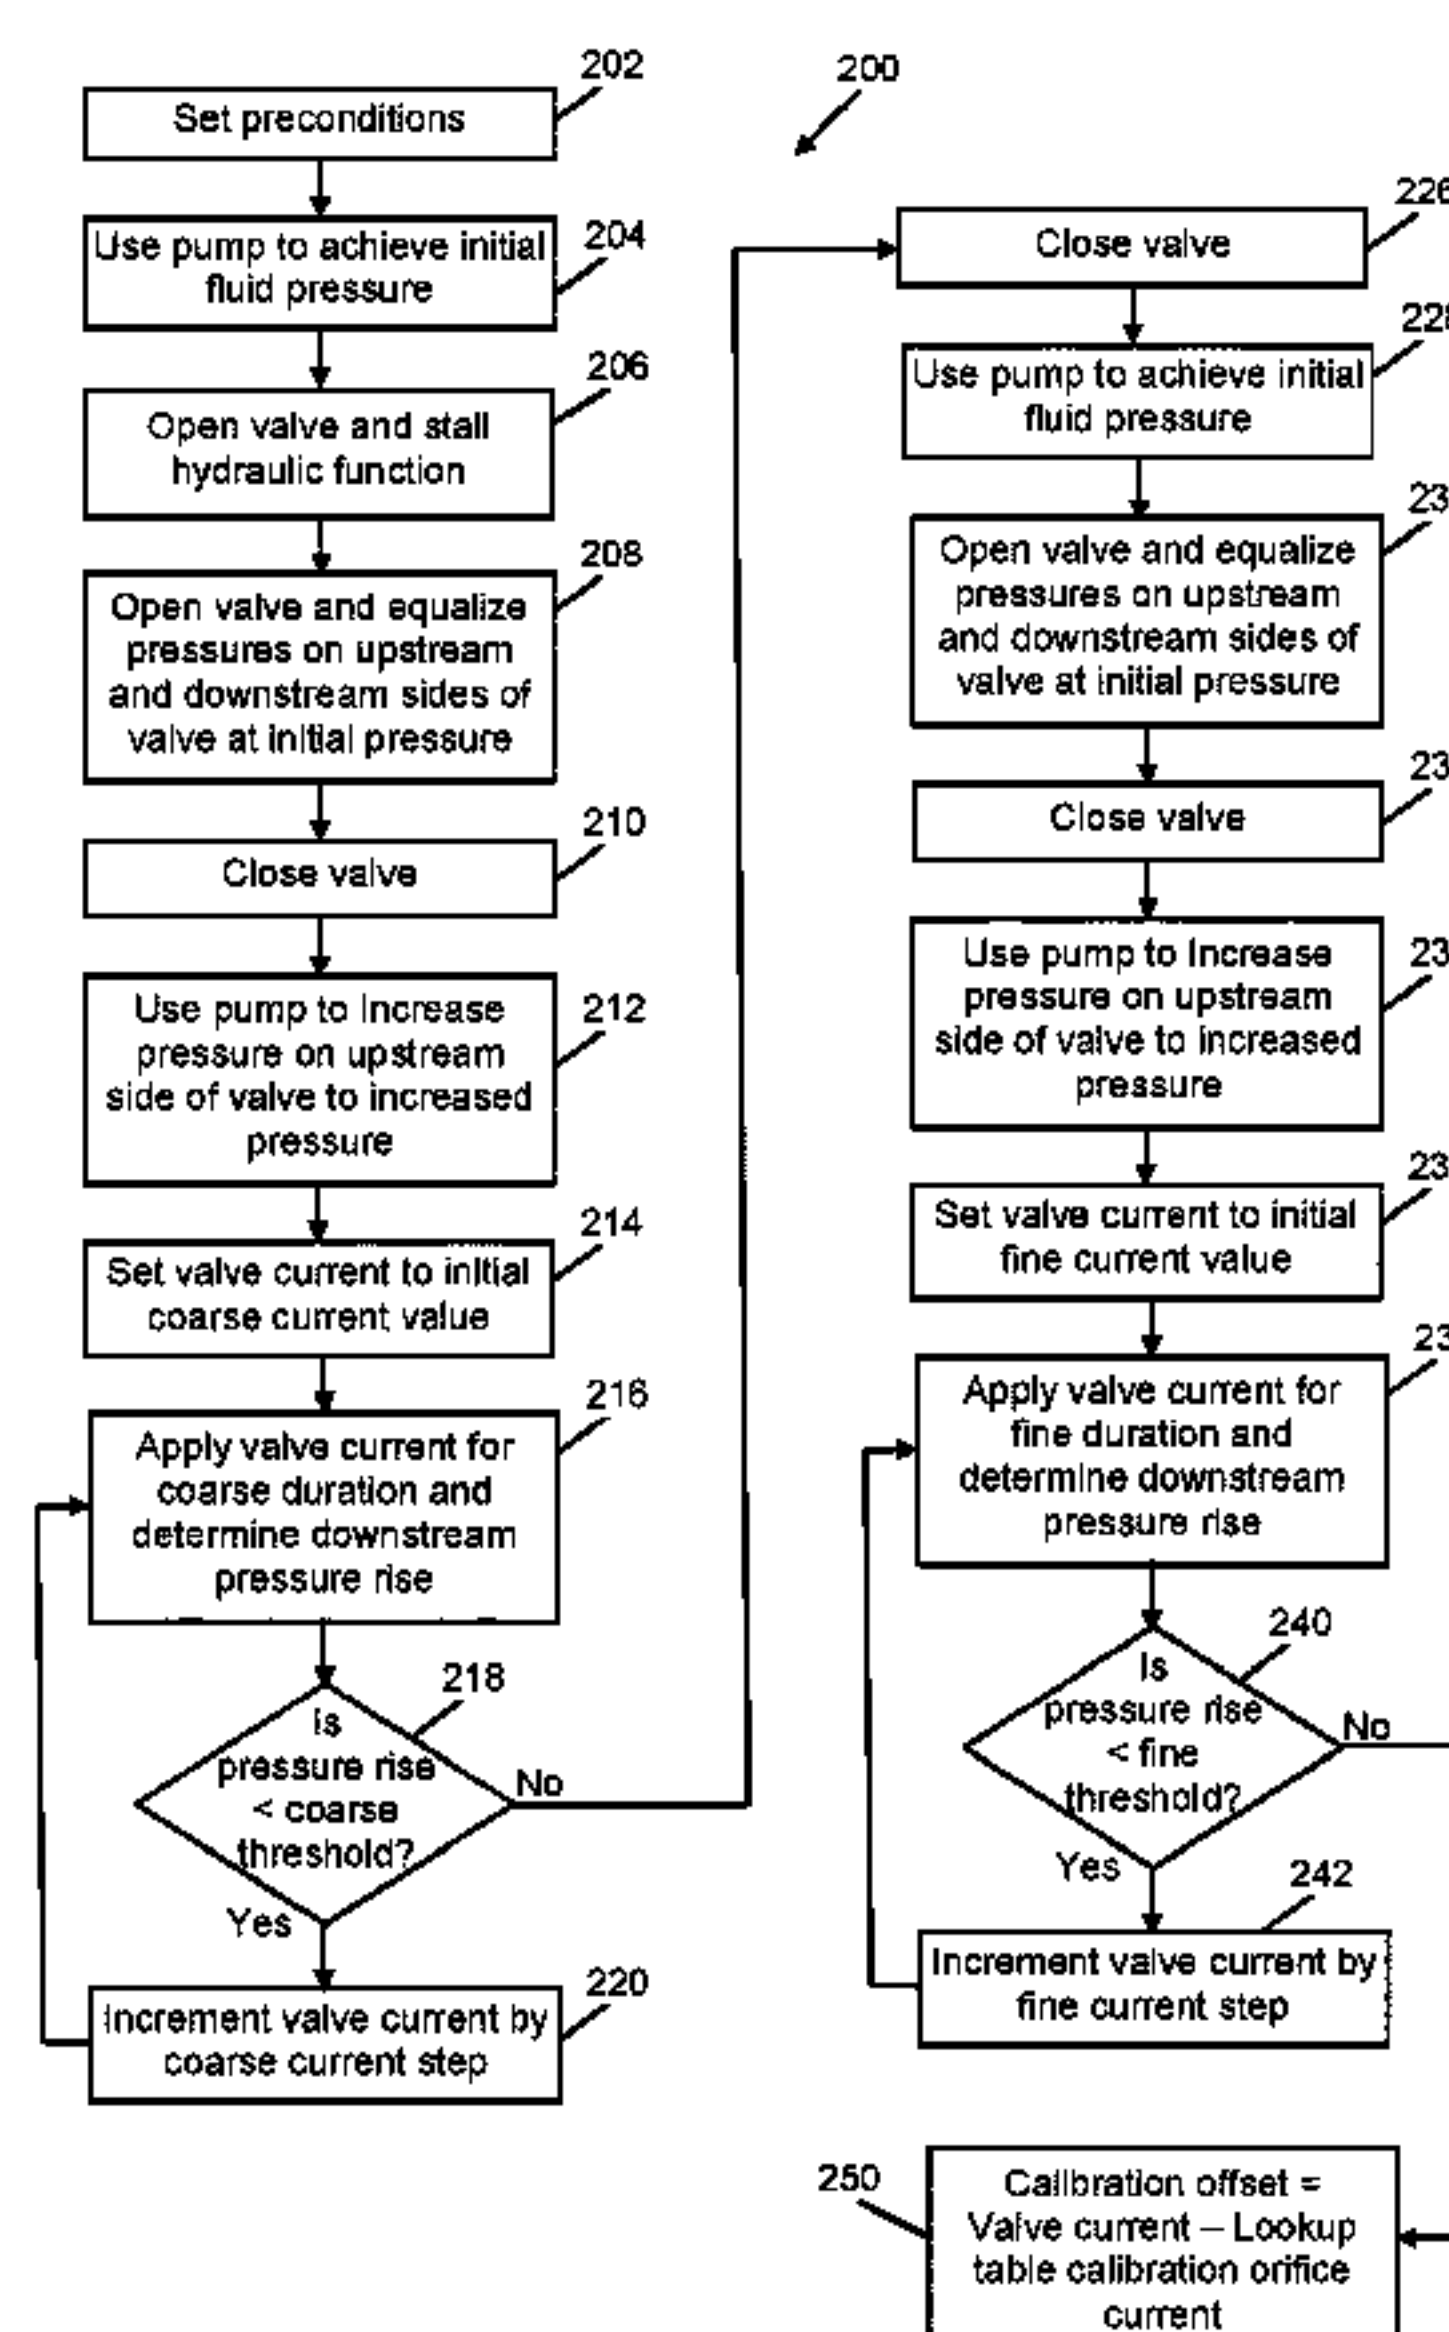 202
Set preconditions
204
Use pump to achieve initial
fluid pressure
206
Open valve and stall
hydraulic function
208
Open valve and equalize
pressures on upstream
and downstream sides of
valve at initial pressure
210
Close valve
212
Use pump to Increase
pressure on upstream
side of valve to increased
pressure
214
Set valve current to initial
coarse current value
216
Apply valve current for
coarse duration and
determine downstream
pressure rise
218
Is
pressure rise
< coarse
threshold?
No
Yes
220
Increment valve current by
coarse current step
200
226
Close valve
228
Use pump to achieve initial
fluid pressure
23
Open valve and equalize
pressures on upstream
and downstream sides of
valve at initial pressure
23
Close valve
23
Use pump to Increase
pressure on upstream
side of valve to increased
pressure
23
Set valve current to initial
fine current value
23
Apply valve current for
fine duration and
determine downstream
pressure rise
240
Is
pressure rise
< fine
threshold?
No
Yes
242
Increment valve current by
fine current step
250
Calibration offset =
Valve current – Lookup
table calibration orifice
current